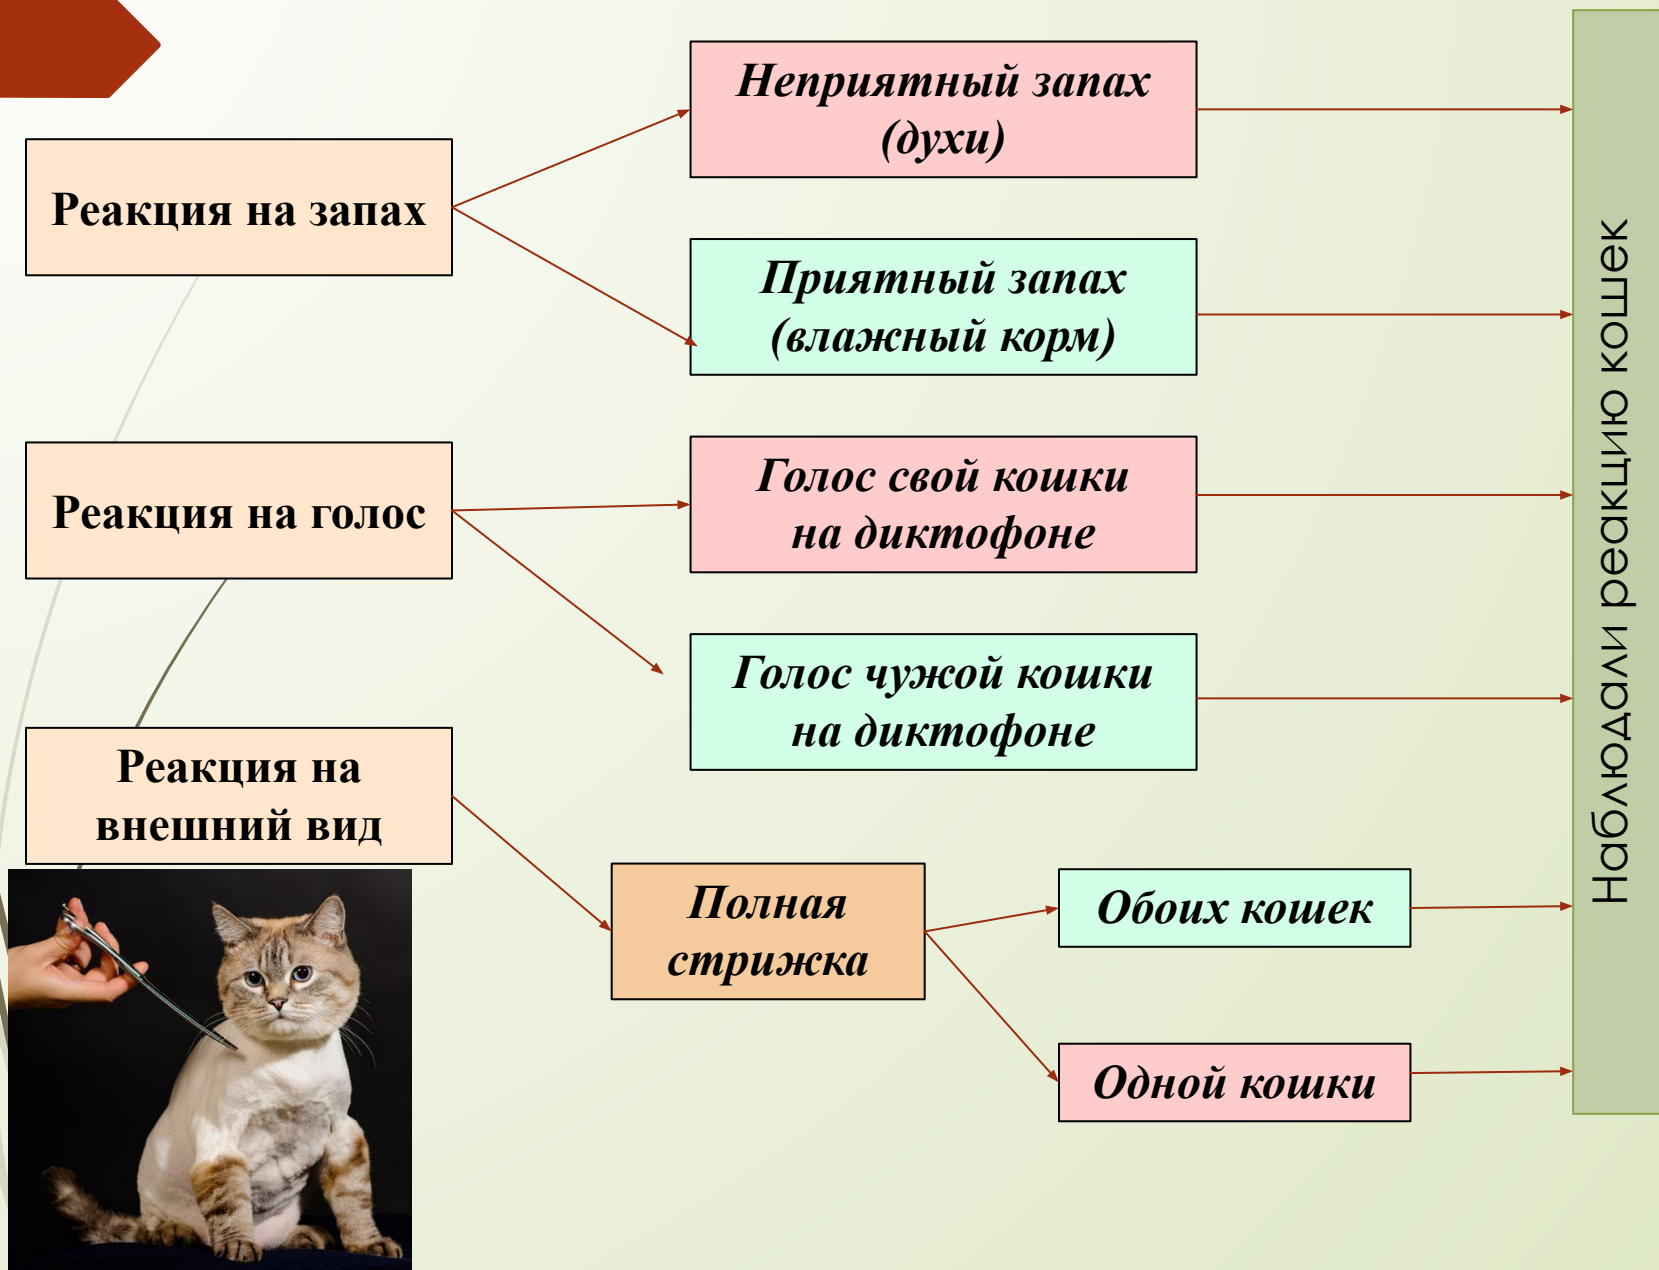 Неприятный запах
(духи)
Реакция на запах
Приятный запах
(влажный корм)
Голос свой кошки
на диктофоне
Реакция на голос
Голос чужой кошки
на диктофоне
Реакция на
внешний вид
Полная
стрижка
Обоих кошек
Одной кошки
Наблюдали реакцию кошек